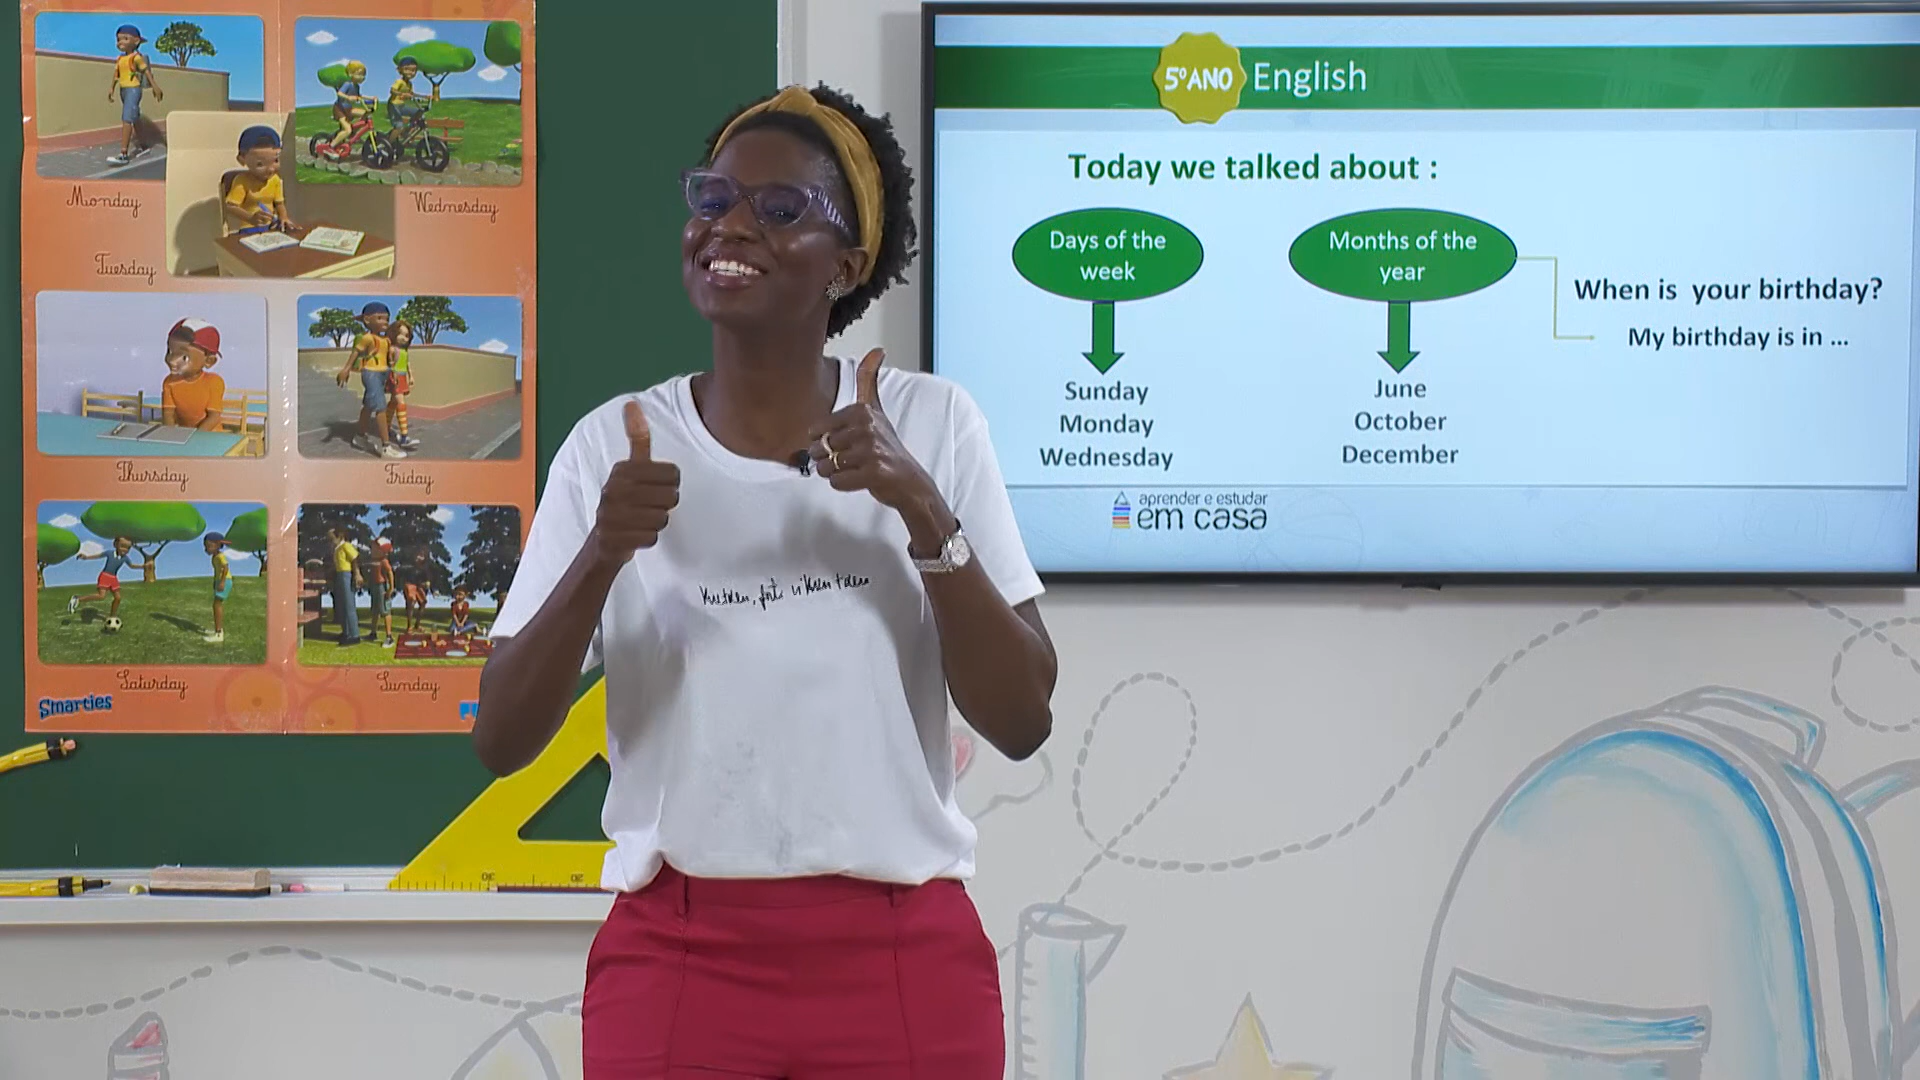 Monday
Wednesday
Tuesday
Thursday
Friday
Saturday
Sunday
Smarties
30
20
5º ANO English
Today we talked about :
Days of the
week
Months of the
year
When is your birthday?
My birthday is in ...
Sunday
Monday
Wednesday
June
October
December
aprender e estudar
em casa